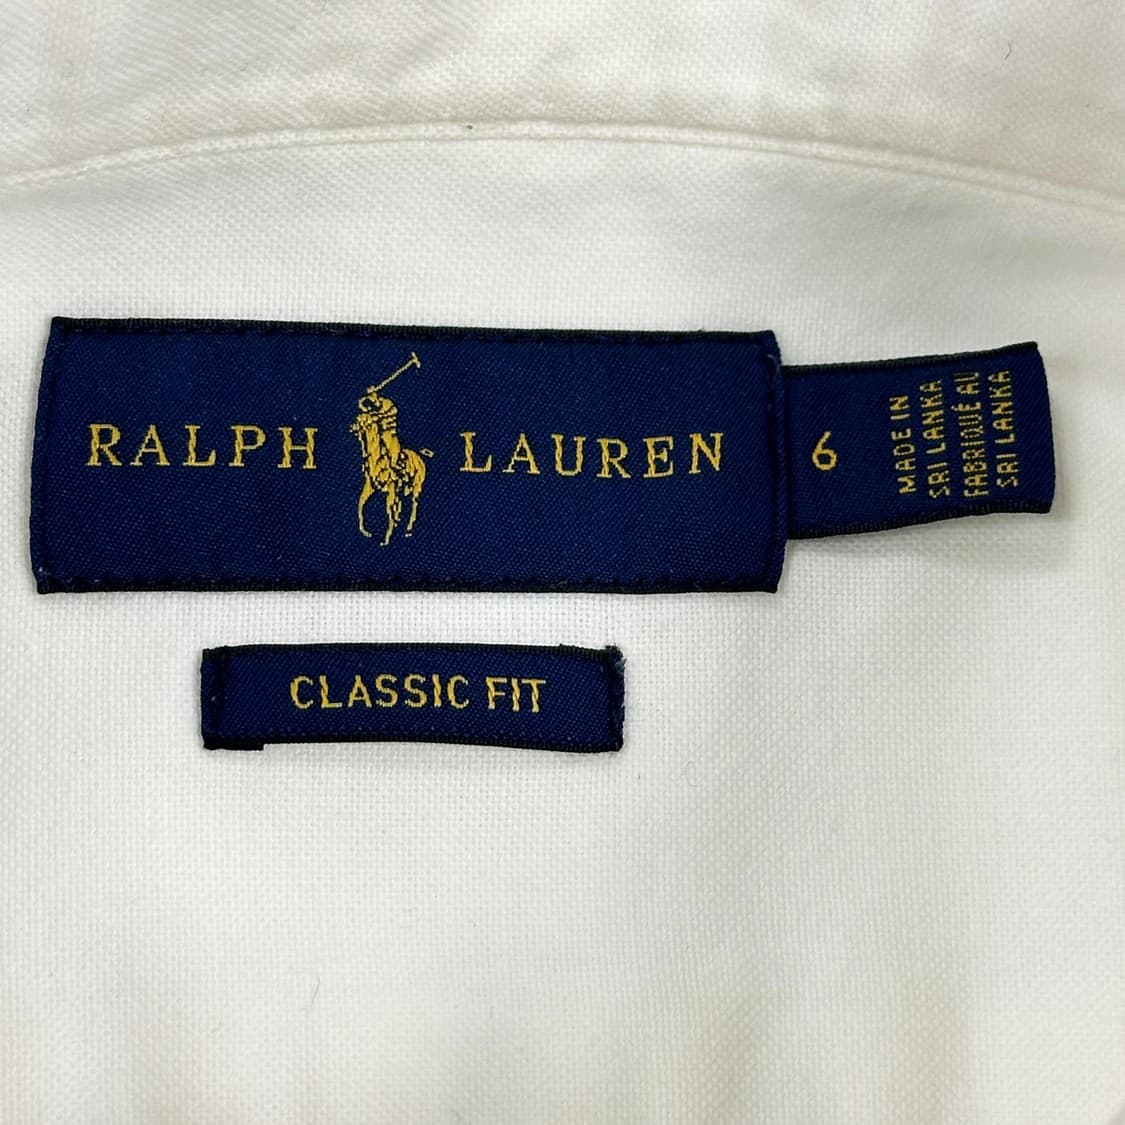 RALPH LAUREN
6
MADE IN
SRI LANKA
FABRIQUÉ AU
SRI LANKA
CLASSIC FIT